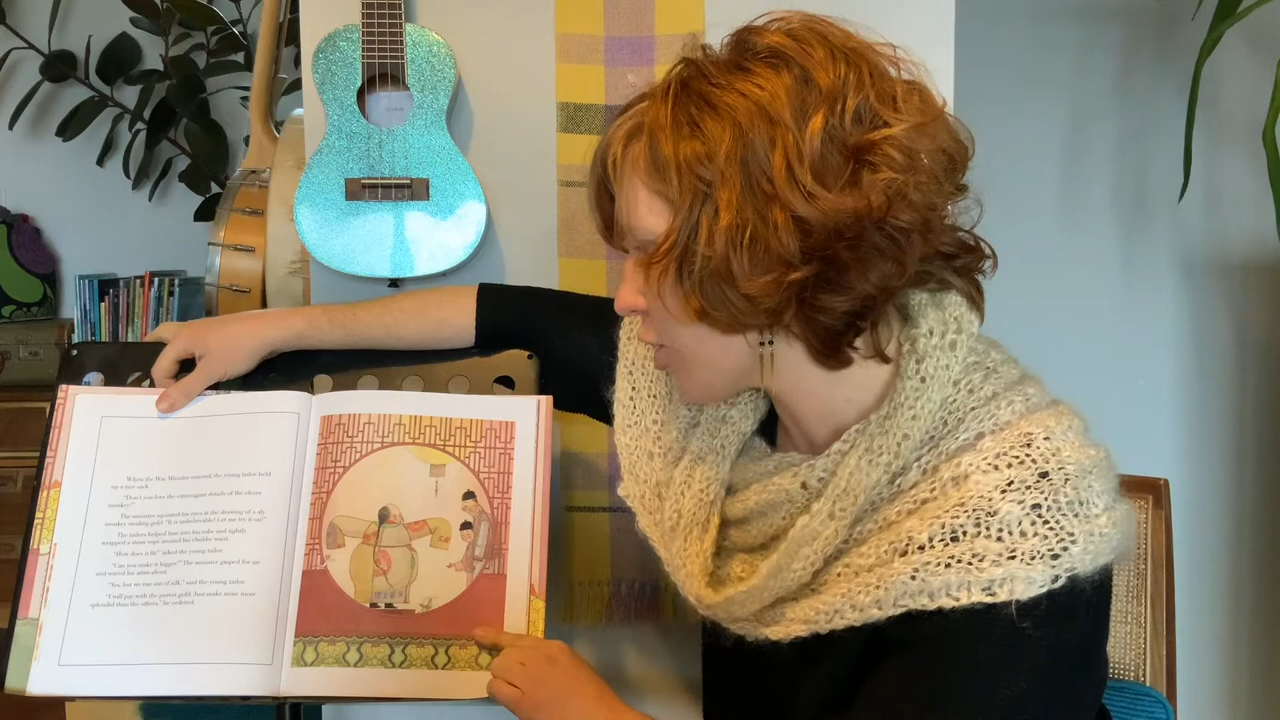 When the War Minister entered, the young tailor held
up a rice sack.
"Don't you love the extravagant details of the clever
monkey?"
The minister squinted his eyes at the drawing of a sly
monkey stealing gold. "It is unbelievable! Let me try it on!"
The tailors helped him into his robe and tightly
wrapped a straw rope around his chubby waist.
"How does it fit?" asked the young tailor.
"Can you make it bigger?" The minister gasped for air
and waved his arms about.
"Yes, but we ran out of silk," said the young tailor.
"I will pay with the purest gold. Just make mine more
splendid than the others," he ordered.